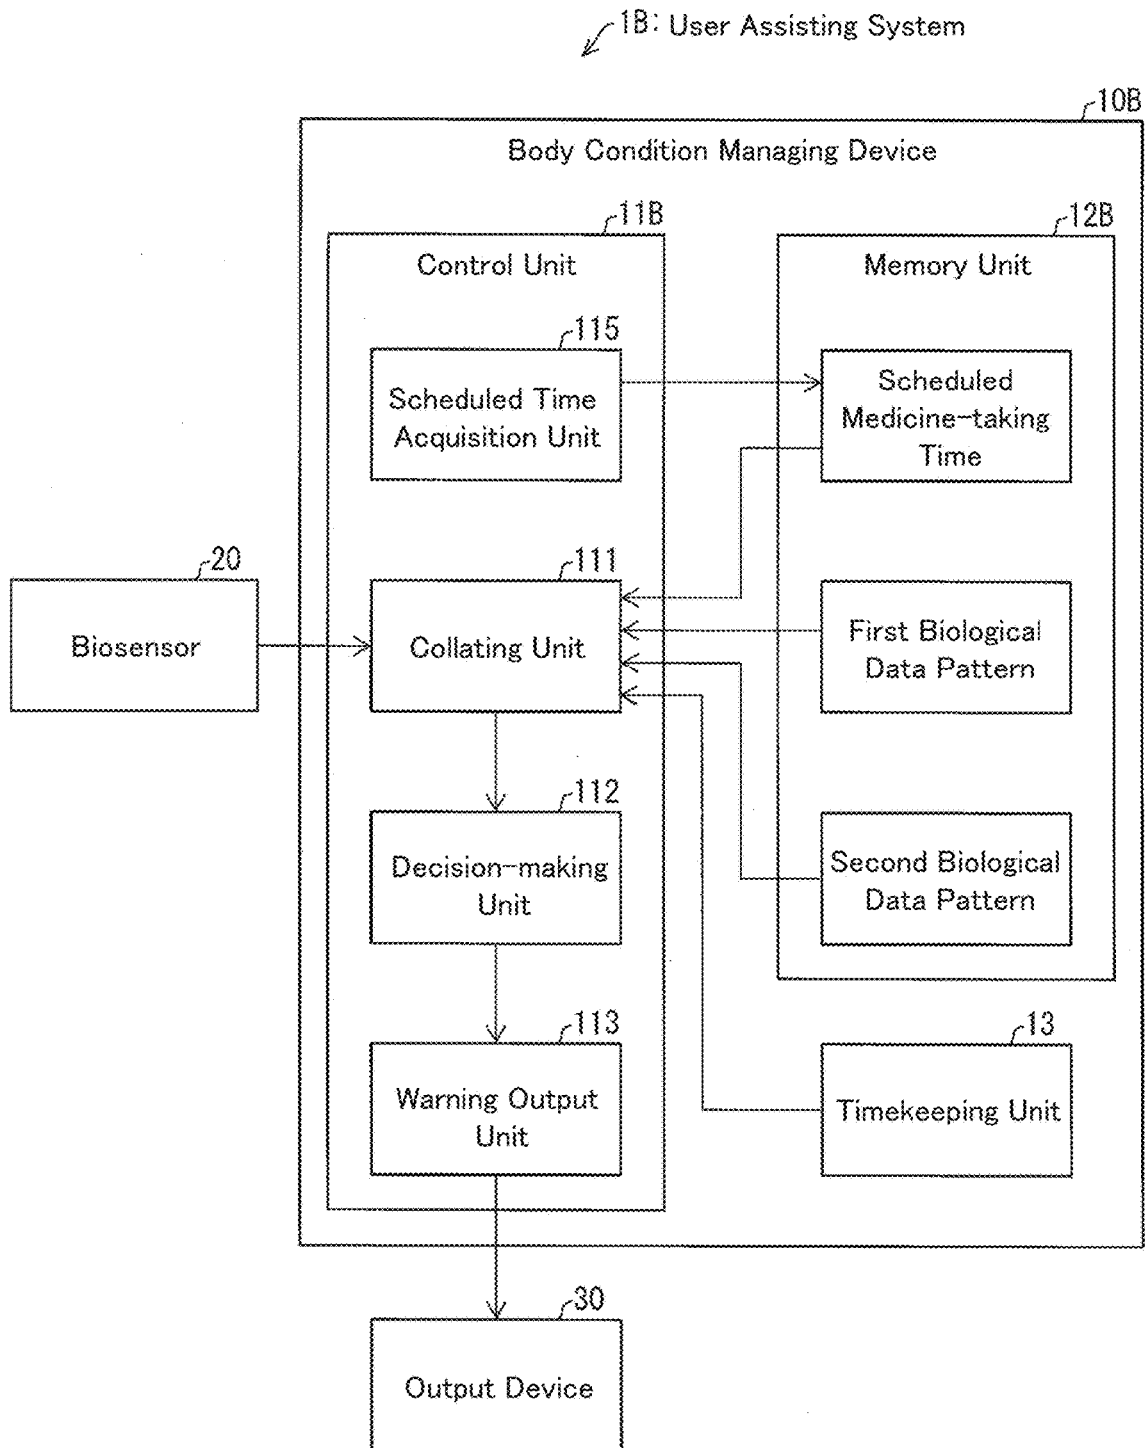 1B: User Assisting System
10B
Body Condition Managing Device
11B
Control Unit
12B
Memory Unit
115
Scheduled Time
Acquisition Unit
Scheduled
Medicine-taking
Time
20
Biosensor
111
Collating Unit
First Biological
Data Pattern
112
Decision-making
Unit
Second Biological
Data Pattern
113
Warning Output
Unit
13
Timekeeping Unit
30
Output Device